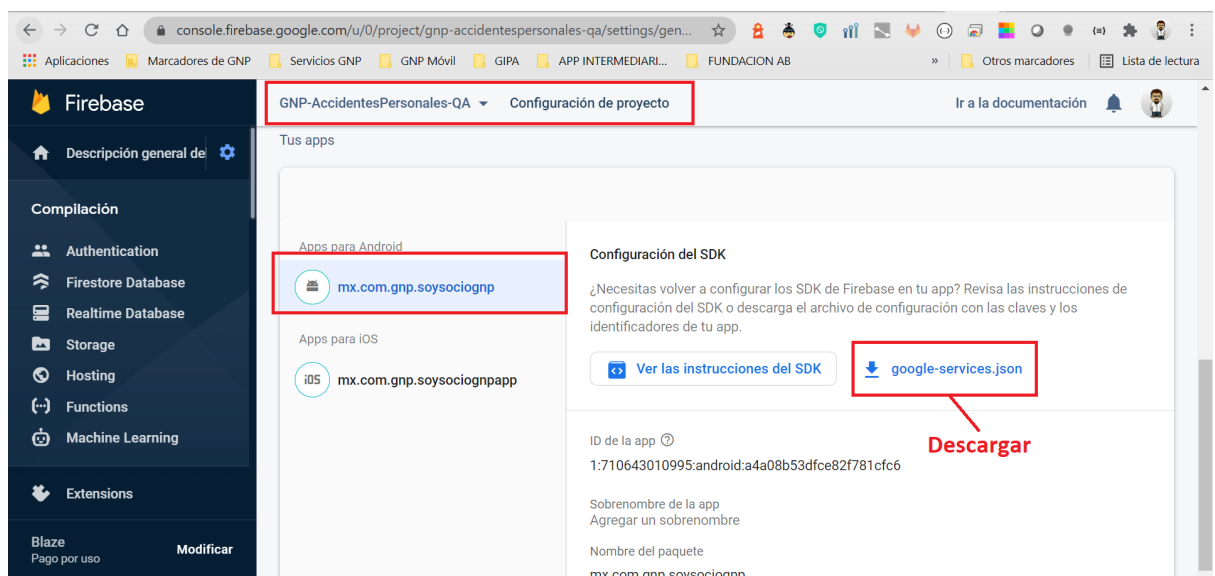 console.firebase.google.com/u/0/project/gnp-accidentespersonales-qa/settings/gen...
Aplicaciones Marcadores de GNP Servicios GNP GNP Móvil GIPA APP INTERMEDIARI... FUNDACION AB » Otros marcadores Lista de lectura
Firebase
GNP-AccidentesPersonales-QA Configuración de proyecto
Ir a la documentación
Descripción general de
Compilación
Authentication
Firestore Database
Realtime Database
Storage
Hosting
Functions
Machine Learning
Extensions
Blaze
Pago por uso
Modificar
Tus apps
Apps para Android
mx.com.gnp.soysociognp
Apps para iOS
iOS mx.com.gnp.soysociognpapp
Configuración del SDK
¿Necesitas volver a configurar los SDK de Firebase en tu app? Revisa las instrucciones de
configuración del SDK o descarga el archivo de configuración con las claves y los
identificadores de tu app.
Ver las instrucciones del SDK
google-services.json
Descargar
ID de la app
1:710643010995:android:a4a08b53dfce82f781cfc6
Sobrenombre de la app
Agregar un sobrenombre
Nombre del paquete
mx.com.gnp.soysociognp